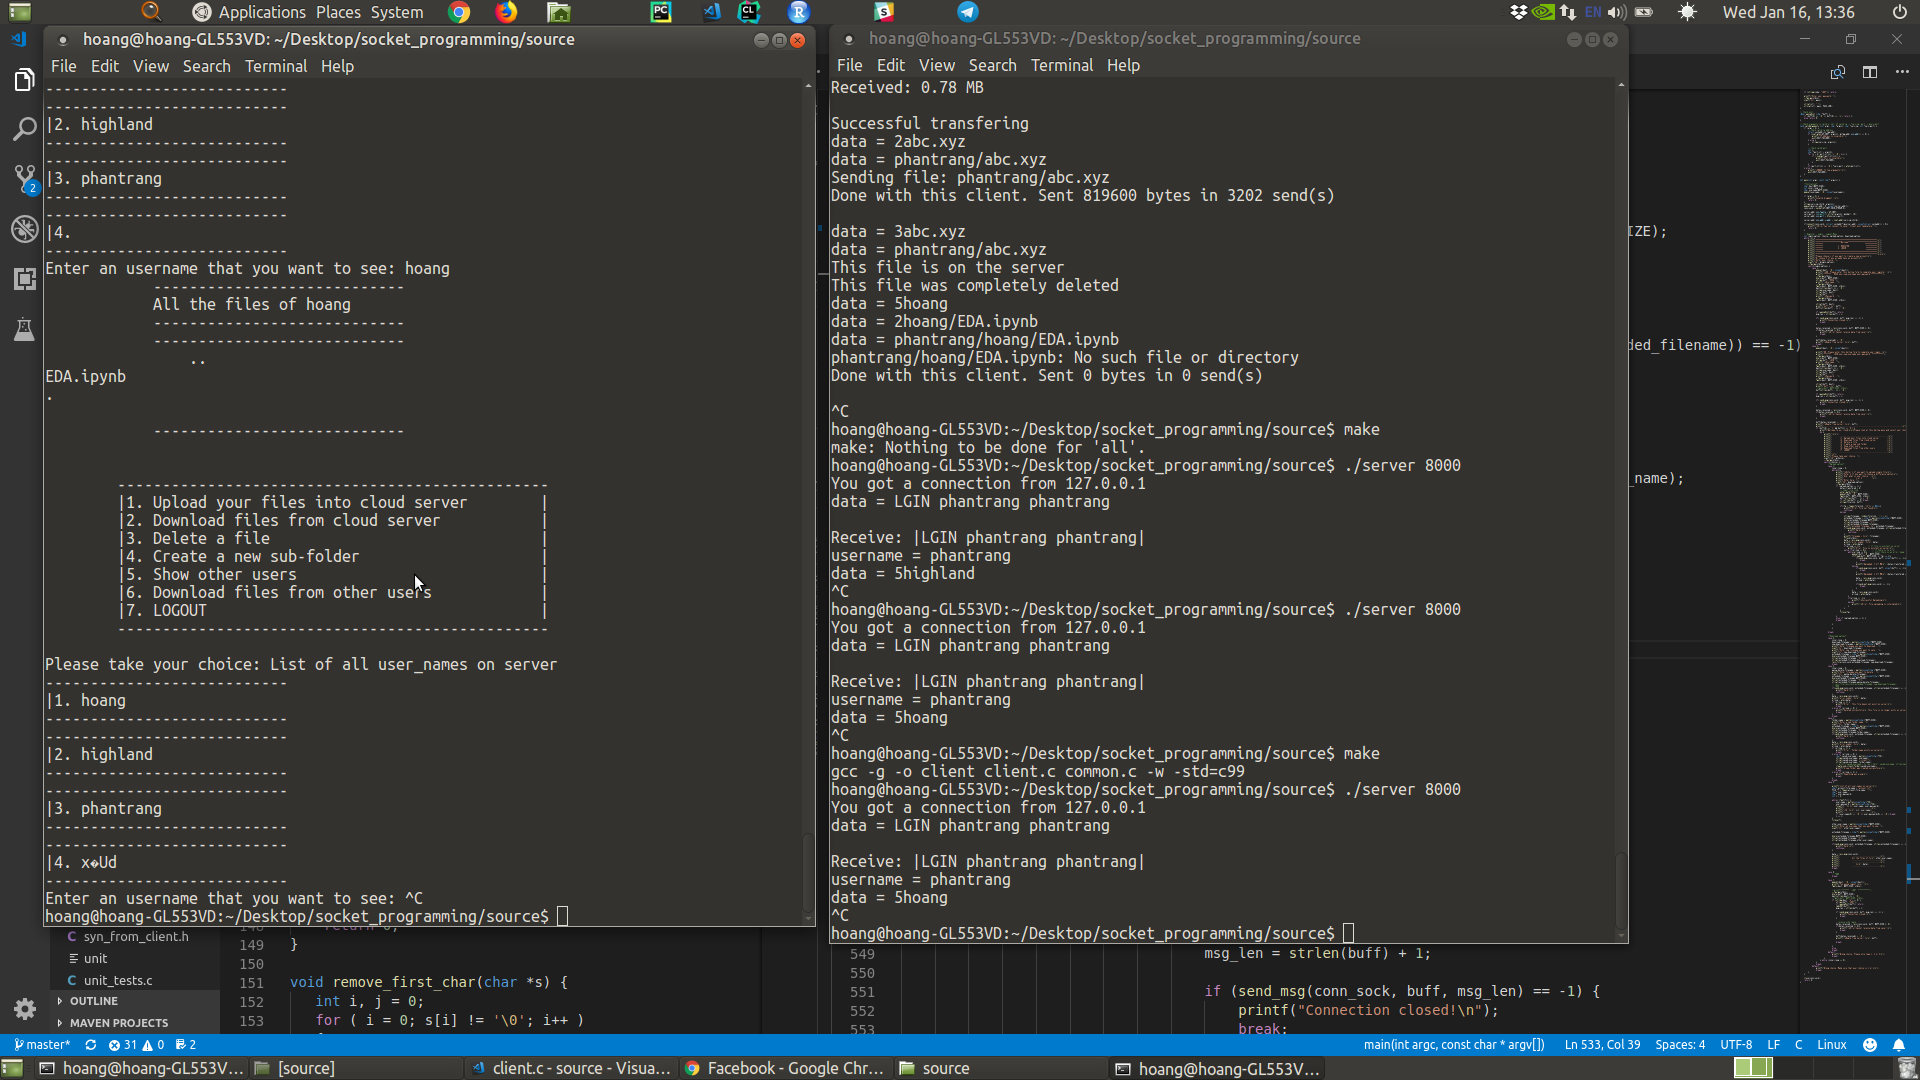 Applications Places System
EN
Wed Jan 16, 13:36
hoang@hoang-GL553VD: ~/Desktop/socket_programming/source
File Edit View Search Terminal Help
---------------------------
---------------------------
|2. highland
---------------------------
---------------------------
|3. phantrang
---------------------------
---------------------------
|4.
---------------------------
Enter an username that you want to see: hoang
----------------------------
All the files of hoang
----------------------------
----------------------------
..
EDA.ipynb
.
----------------------------
------------------------------------------------
|1. Upload your files into cloud server |
|2. Download files from cloud server |
|3. Delete a file |
|4. Create a new sub-folder |
|5. Show other users |
|6. Download files from other users |
|7. LOGOUT |
------------------------------------------------
Please take your choice: List of all user_names on server
---------------------------
|1. hoang
---------------------------
---------------------------
|2. highland
---------------------------
---------------------------
|3. phantrang
---------------------------
---------------------------
|4. x�Ud
---------------------------
Enter an username that you want to see: ^C
hoang@hoang-GL553VD:~/Desktop/socket_programming/source$
hoang@hoang-GL553VD: ~/Desktop/socket_programming/source
File Edit View Search Terminal Help
Received: 0.78 MB
Successful transfering
data = 2abc.xyz
data = phantrang/abc.xyz
Sending file: phantrang/abc.xyz
Done with this client. Sent 819600 bytes in 3202 send(s)
data = 3abc.xyz
data = phantrang/abc.xyz
This file is on the server
This file was completely deleted
data = 5hoang
data = 2hoang/EDA.ipynb
data = phantrang/hoang/EDA.ipynb
phantrang/hoang/EDA.ipynb: No such file or directory
Done with this client. Sent 0 bytes in 0 send(s)
^C
hoang@hoang-GL553VD:~/Desktop/socket_programming/source$ make
make: Nothing to be done for 'all'.
hoang@hoang-GL553VD:~/Desktop/socket_programming/source$ ./server 8000
You got a connection from 127.0.0.1
data = LGIN phantrang phantrang
Receive: |LGIN phantrang phantrang|
username = phantrang
data = 5highland
^C
hoang@hoang-GL553VD:~/Desktop/socket_programming/source$ ./server 8000
You got a connection from 127.0.0.1
data = LGIN phantrang phantrang
Receive: |LGIN phantrang phantrang|
username = phantrang
data = 5hoang
^C
hoang@hoang-GL553VD:~/Desktop/socket_programming/source$ make
gcc -g -o client client.c common.c -w -std=c99
hoang@hoang-GL553VD:~/Desktop/socket_programming/source$ ./server 8000
You got a connection from 127.0.0.1
data = LGIN phantrang phantrang
Receive: |LGIN phantrang phantrang|
username = phantrang
data = 5hoang
^C
hoang@hoang-GL553VD:~/Desktop/socket_programming/source$
IZE);
ded_filename)) == -1)
_name);
2
syn_from_client.h
unit
unit_tests.c
OUTLINE
MAVEN PROJECTS
149 }
150
151 void remove_first_char(char *s) {
152 int i, j = 0;
153 for ( i = 0; s[i] != '\0'; i++ )
549 msg_len = strlen(buff) + 1;
550
551 if (send_msg(conn_sock, buff, msg_len) == -1) {
552 printf("Connection closed!\n");
553 break;
master* 31 0 2
main(int argc, const char * argv[]) Ln 533, Col 39 Spaces: 4 UTF-8 LF C Linux
hoang@hoang-GL553V... [source] client.c - source - Visua... Facebook - Google Chr... source hoang@hoang-GL553V...